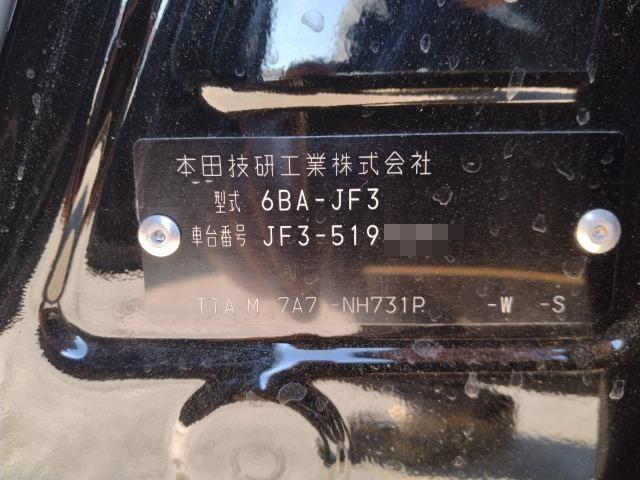 本田技研工業株式会社
型式 6BA-JF3
車台番号 JF3-519
TTA M 7A7 -NH731P -W -S